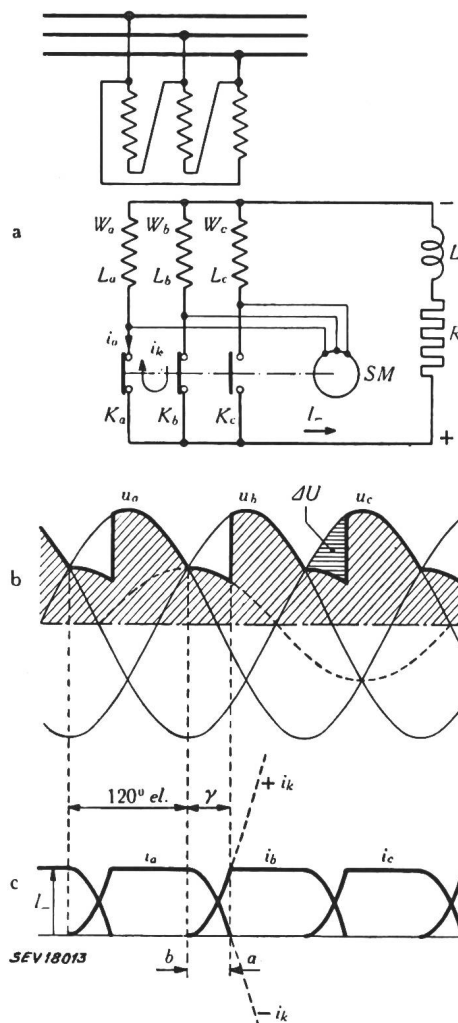 a
W_a W_b W_c
L_a L_b L_c
i_a i_k
K_a K_b K_c
SM
I_-
-
L
R
+
b
u_a u_b ΔU u_c
120° el. γ
+ i_k
c
I_-
i_a i_b i_c
b a
- i_k
SEV18013